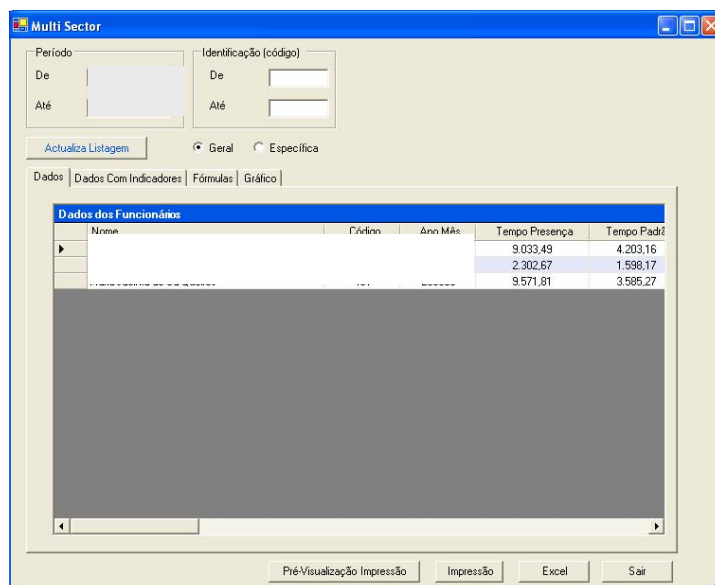 Multi Sector
Período
De
Até
Identificação (código)
De
Até
Actualiza Listagem
Geral
Específica
Dados
Dados Com Indicadores
Fórmulas
Gráfico
Dados dos Funcionários
Nome Código Ano Mês Tempo Presença Tempo Padrã
9.033,49 4.203,16
2.302,67 1.598,17
9.571,81 3.585,27
Pré-Visualização Impressão
Impressão
Excel
Sair